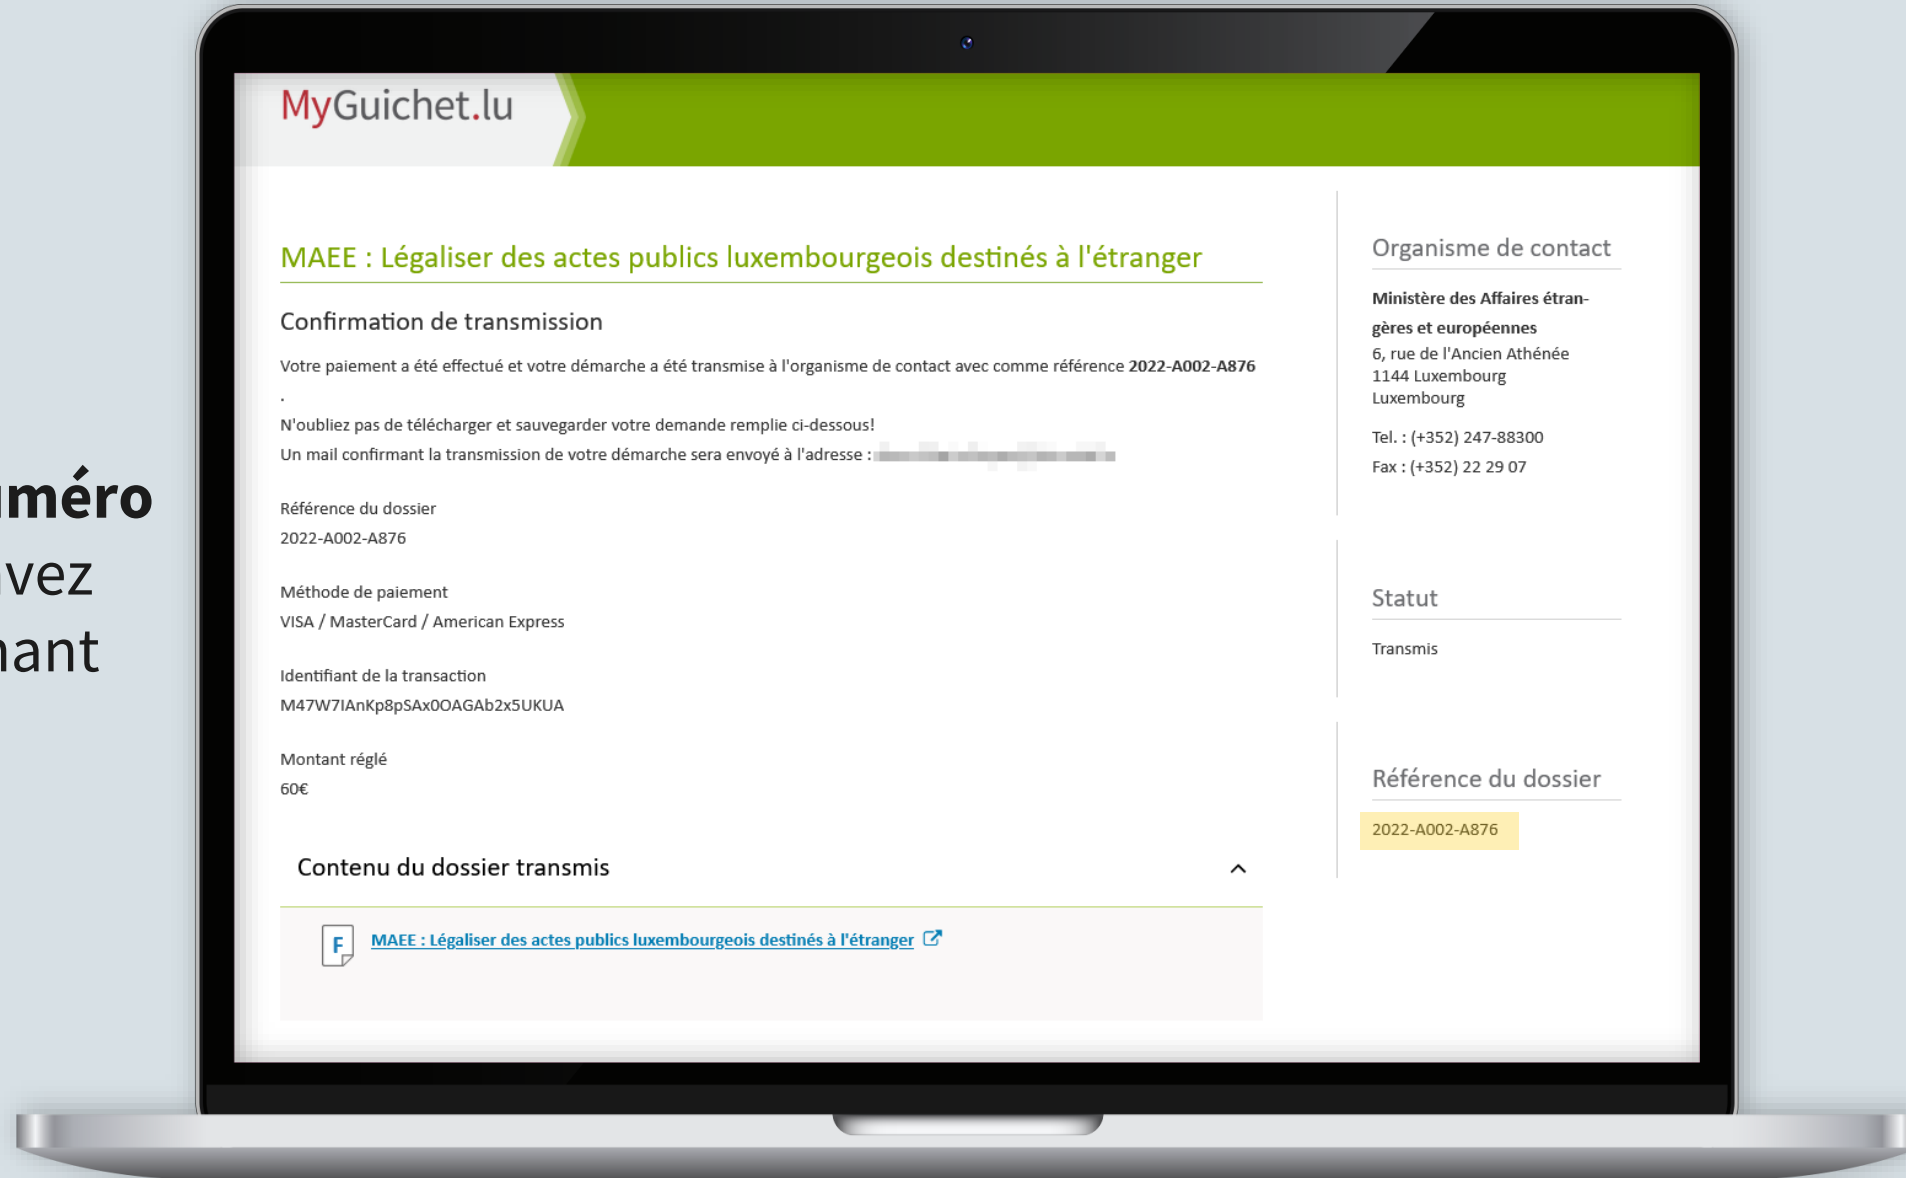 uméro
avez
nant
MyGuichet.lu
MAEE : Légaliser des actes publics luxembourgeois destinés à l'étranger
Confirmation de transmission
Votre paiement a été effectué et votre démarche a été transmise à l'organisme de contact avec comme référence 2022-A002-A876
.
N'oubliez pas de télécharger et sauvegarder votre demande remplie ci-dessous!
Un mail confirmant la transmission de votre démarche sera envoyé à l'adresse :
Référence du dossier
2022-A002-A876
Méthode de paiement
VISA / MasterCard / American Express
Identifiant de la transaction
M47W7IAnKp8pSAx0OAGAb2x5UKUA
Montant réglé
60€
Contenu du dossier transmis
F MAEE : Légaliser des actes publics luxembourgeois destinés à l'étranger
Organisme de contact
Ministère des Affaires étran-
gères et européennes
6, rue de l'Ancien Athénée
1144 Luxembourg
Luxembourg
Tel. : (+352) 247-88300
Fax : (+352) 22 29 07
Statut
Transmis
Référence du dossier
2022-A002-A876